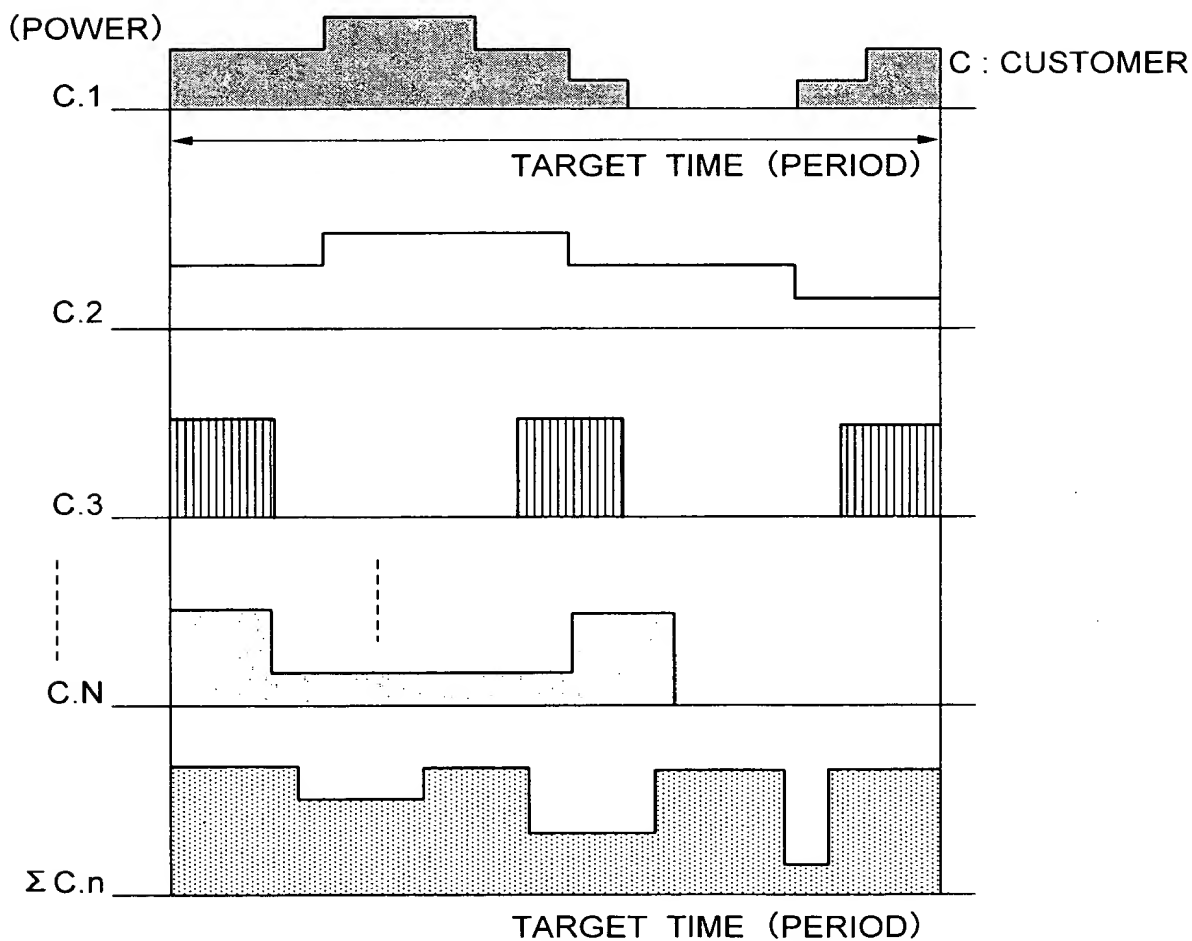 (POWER)
C : CUSTOMER
C.1
TARGET TIME (PERIOD)
C.2
C.3
C.N
Σ C.n
TARGET TIME (PERIOD)